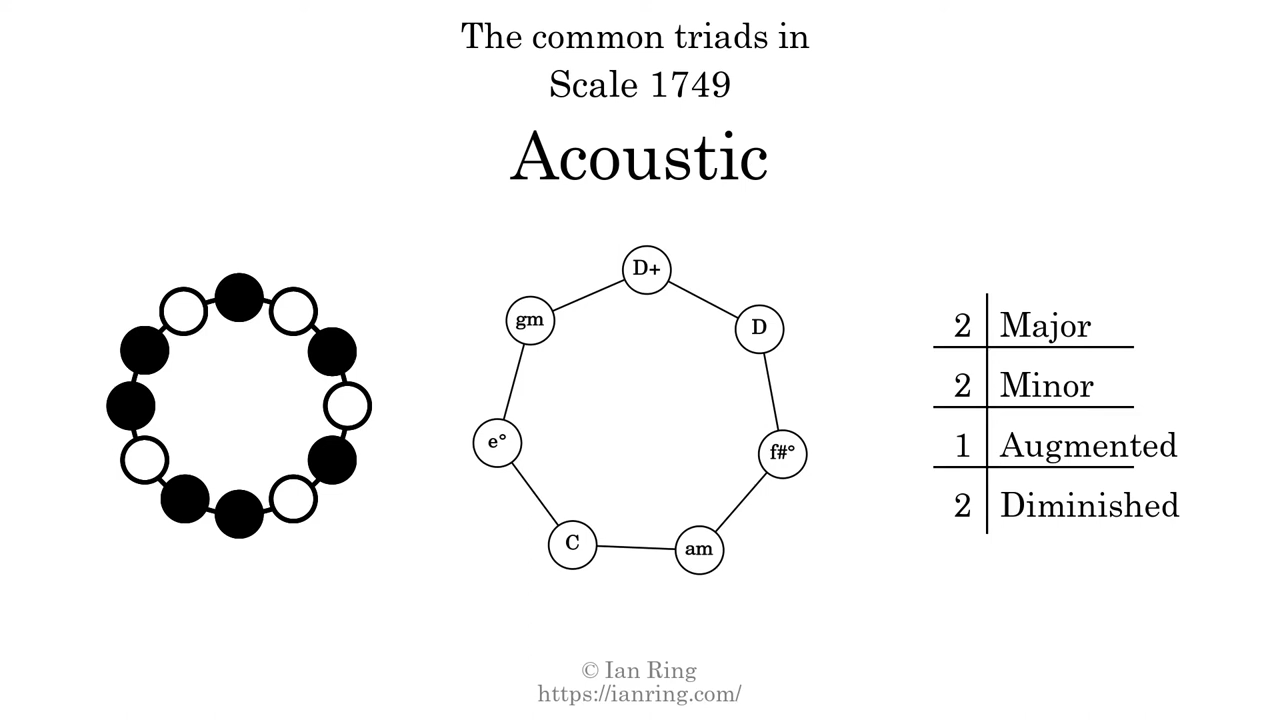 The common triads in
Scale 1749
Acoustic
D+
gm
D
e°
f#°
C
am
2 Major
2 Minor
1 Augmented
2 Diminished
© Ian Ring
https://ianring.com/